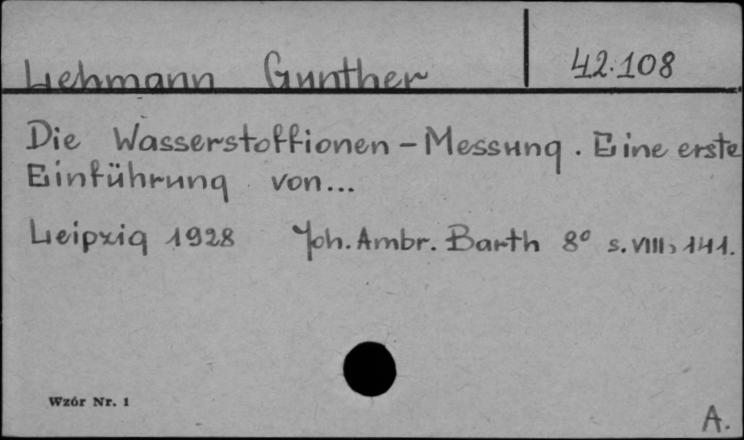 Lehmann Gunther 42.108
Die Wasserstoffionen - Messung. Eine erste
Einführung von...
Leipzig 1928 Joh. Ambr. Barth 8° s. VIII, 141.
Wzór Nr. 1
A.